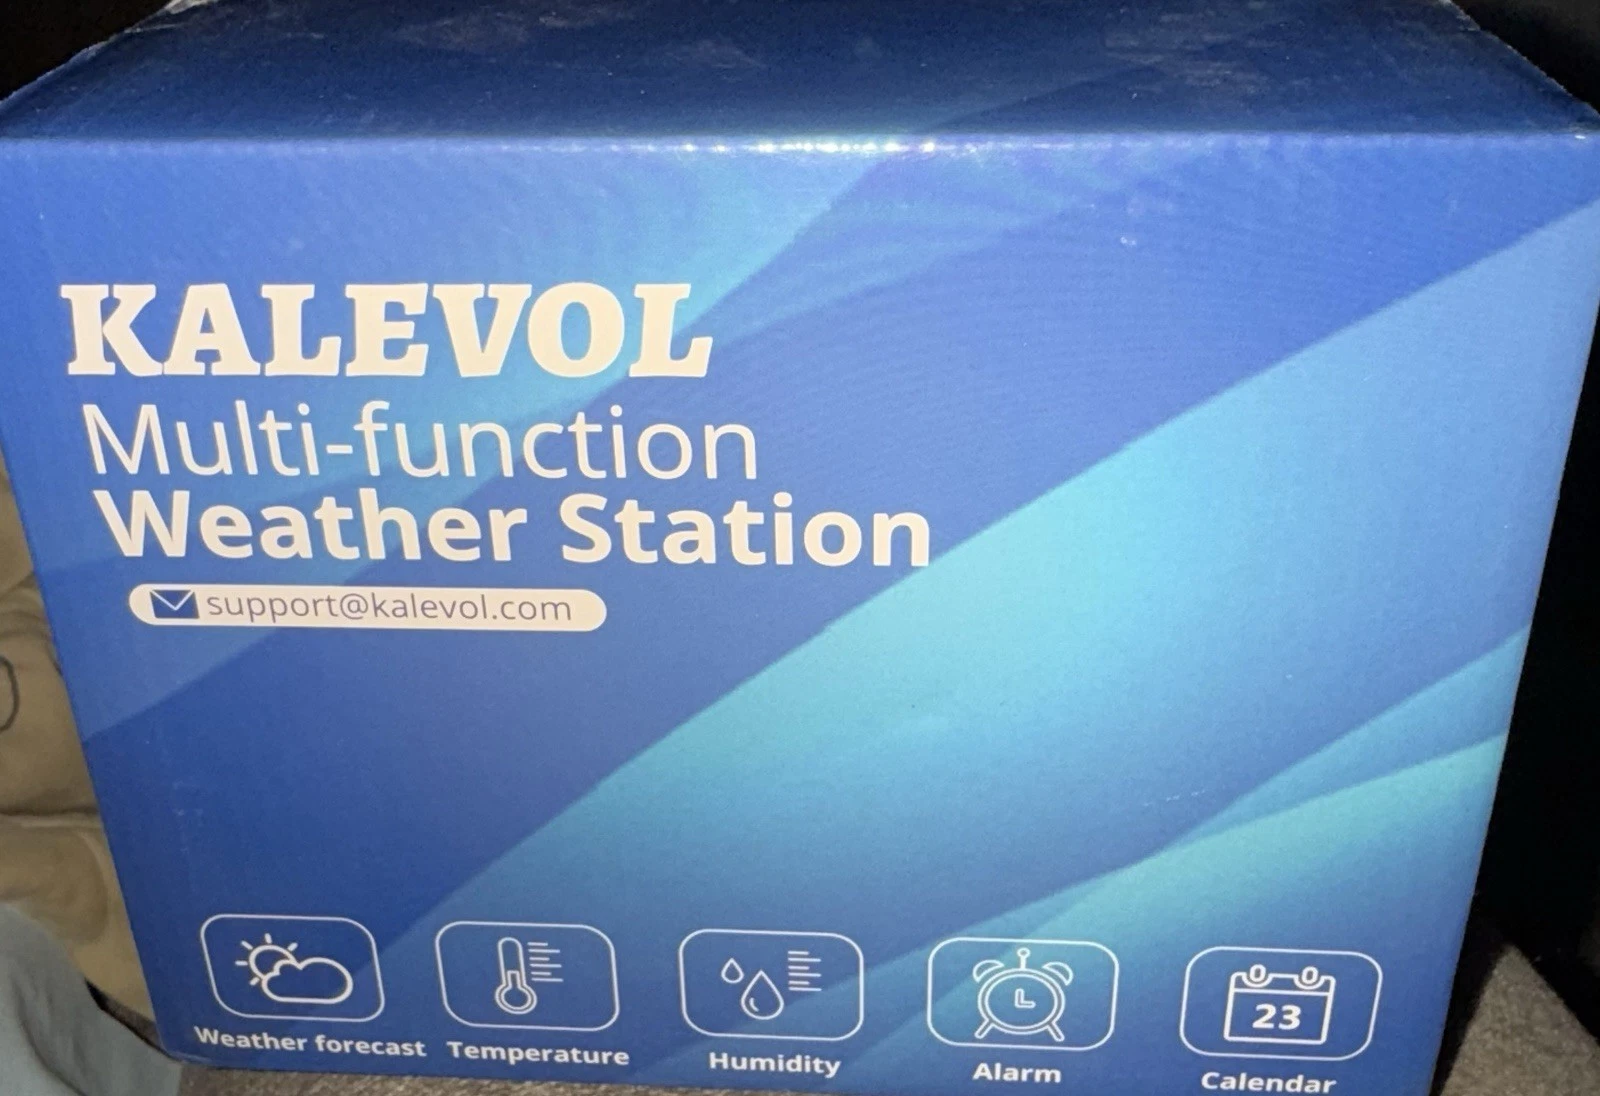 KALEVOL
Multi-function
Weather Station
support@kalevol.com
23
Weather forecast
Temperature
Humidity
Alarm
Calendar